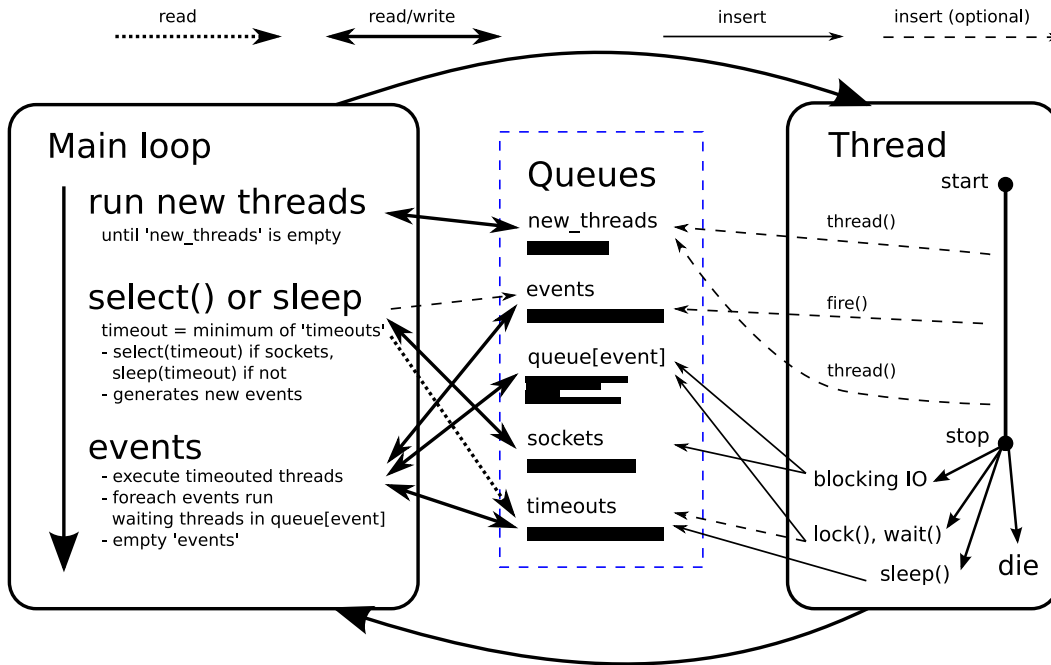 read
read/write
insert
insert (optional)
Main loop
run new threads
until 'new_threads' is empty
select() or sleep
timeout = minimum of 'timeouts'
- select(timeout) if sockets,
sleep(timeout) if not
- generates new events
events
- execute timeouted threads
- foreach events run
waiting threads in queue[event]
- empty 'events'
Queues
new_threads
events
queue[event]
sockets
timeouts
Thread
start
thread()
fire()
thread()
stop
blocking IO
lock(), wait()
sleep()
die